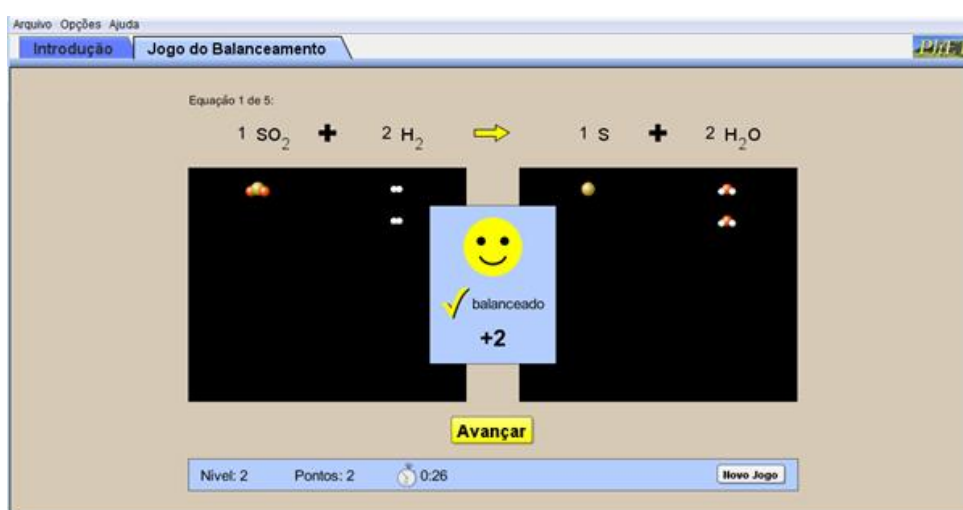 Arquivo Opções Ajuda
Introdução Jogo do Balanceamento PhET
Equação 1 de 5:
1 SO₂ + 2 H₂ ⇨ 1 S + 2 H₂O
balanceado
+2
Avançar
Nível: 2 Pontos: 2 0:26 Novo Jogo